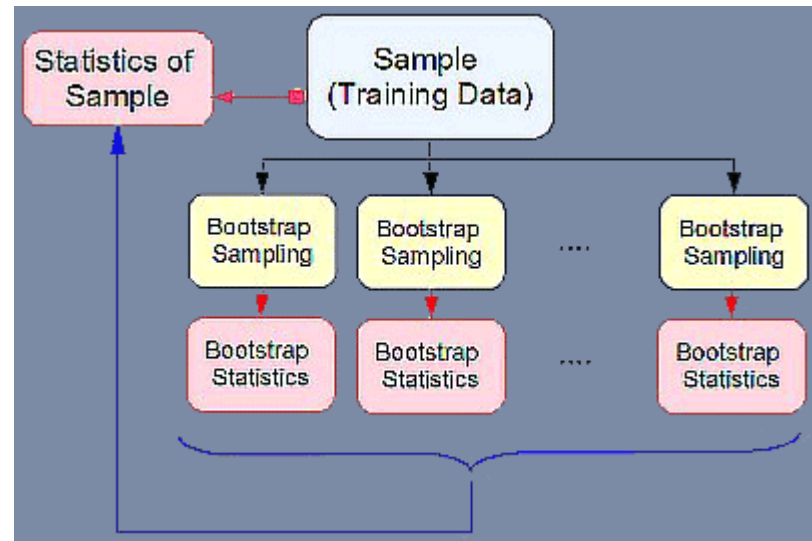 Statistics of
Sample
Sample
(Training Data)
Bootstrap
Sampling
Bootstrap
Sampling
....
Bootstrap
Sampling
Bootstrap
Statistics
Bootstrap
Statistics
....
Bootstrap
Statistics